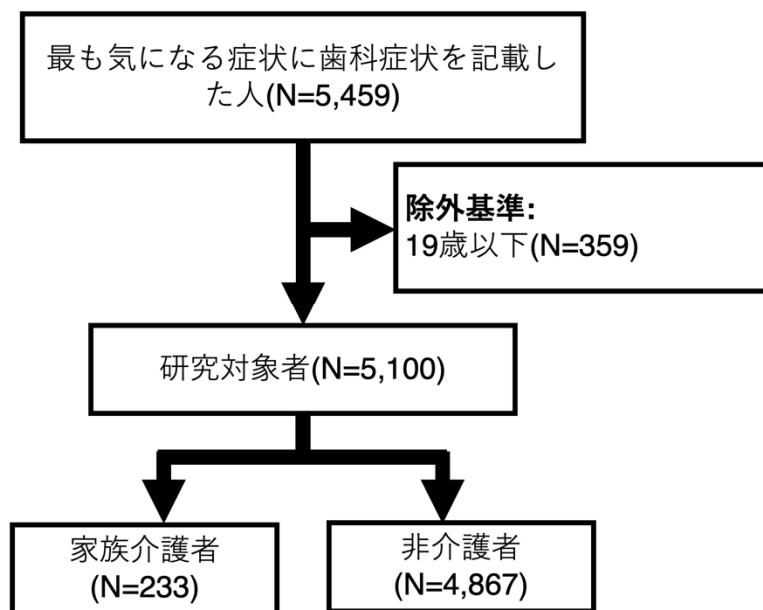 最も気になる症状に歯科症状を記載し
た人(N=5,459)
除外基準:
19歳以下(N=359)
研究対象者(N=5,100)
家族介護者
(N=233)
非介護者
(N=4,867)